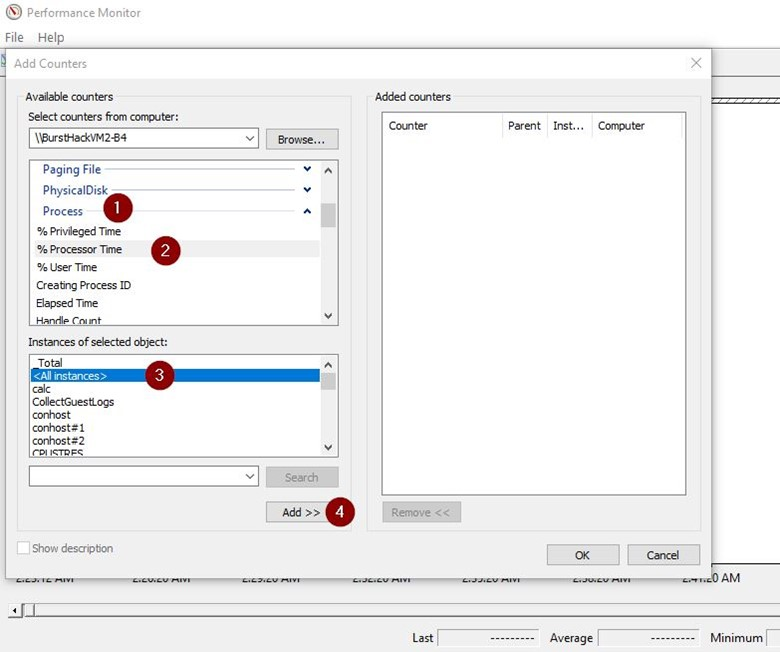 Performance Monitor
File Help
Add Counters
Available counters
Select counters from computer:
\\BurstHackVM2-B4
Browse...
Paging File
PhysicalDisk
Process
1
% Privileged Time
% Processor Time
2
% User Time
Creating Process ID
Elapsed Time
Handle Count
Instances of selected object:
_Total
<All instances>
3
calc
CollectGuestLogs
conhost
conhost#1
conhost#2
CPUSTRES
Search
Add >>
4
Show description
Added counters
Counter Parent Inst... Computer
Remove <<
OK Cancel
2:23:12 AM 2:26:20 AM 2:29:20 AM 2:32:20 AM 2:35:20 AM 2:38:20 AM 2:41:20 AM
Last --------- Average --------- Minimum